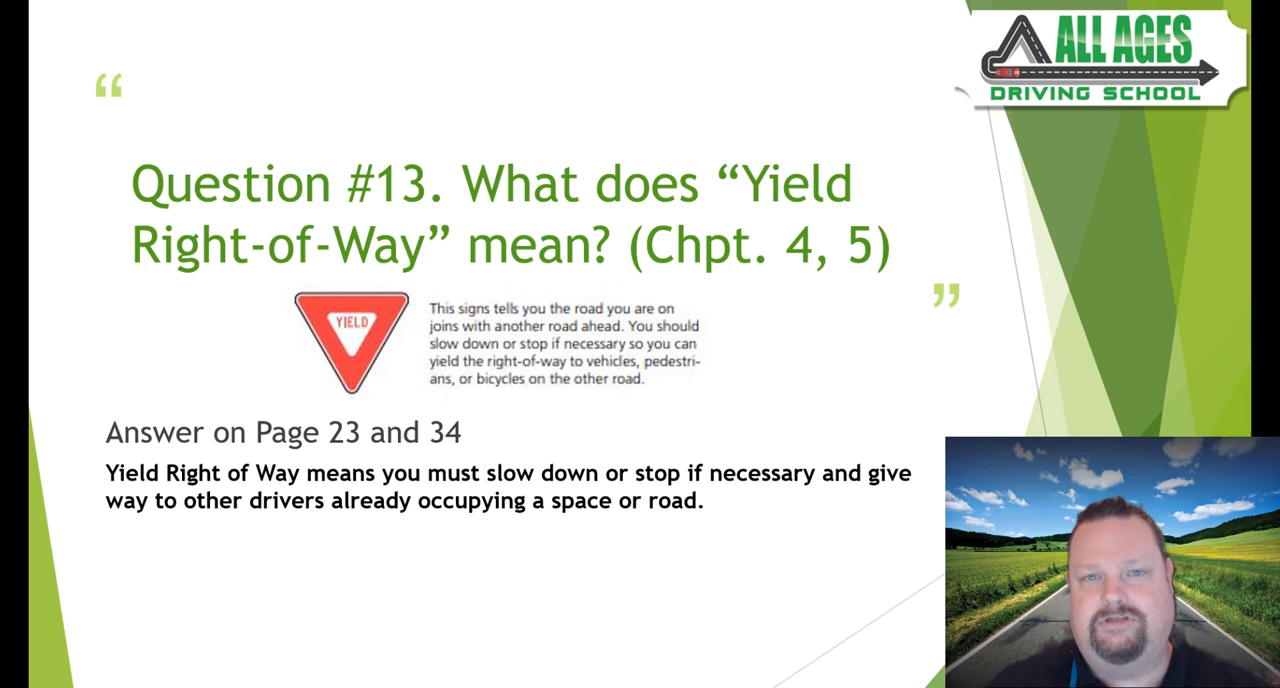 ALL AGES
DRIVING SCHOOL
“
Question #13. What does “Yield
Right-of-Way” mean? (Chpt. 4, 5)
”
YIELD
This signs tells you the road you are on
joins with another road ahead. You should
slow down or stop if necessary so you can
yield the right-of-way to vehicles, pedestri-
ans, or bicycles on the other road.
Answer on Page 23 and 34
Yield Right of Way means you must slow down or stop if necessary and give
way to other drivers already occupying a space or road.